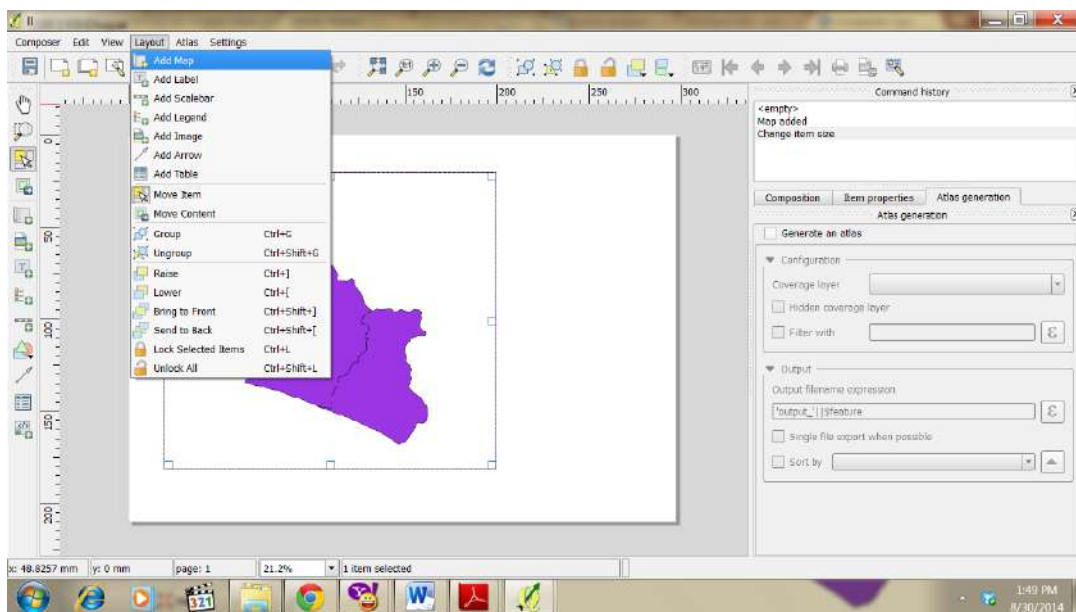 II
Composer Edit View Layout Atlas Settings
Add Map
Add Label
Add Scalebar
Add Legend
Add Image
Add Arrow
Add Table
Move Item
Move Content
Group Ctrl+G
Ungroup Ctrl+Shift+G
Raise Ctrl+]
Lower Ctrl+[
Bring to Front Ctrl+Shift+]
Send to Back Ctrl+Shift+[
Lock Selected Items Ctrl+L
Unlock All Ctrl+Shift+L
150 200 250 300
0
50
100
150
200
Command history
<empty>
Map added
Change item size
Composition Item properties Atlas generation
Atlas generation
Generate an atlas
Configuration
Coverage layer
Hidden coverage layer
Filter with
ε
Output
Output filename expression
'output_'||$feature
ε
Single file export when possible
Sort by
x: 48.8257 mm y: 0 mm page: 1 21.2% 1 item selected
321
W
1:49 PM
8/30/2014